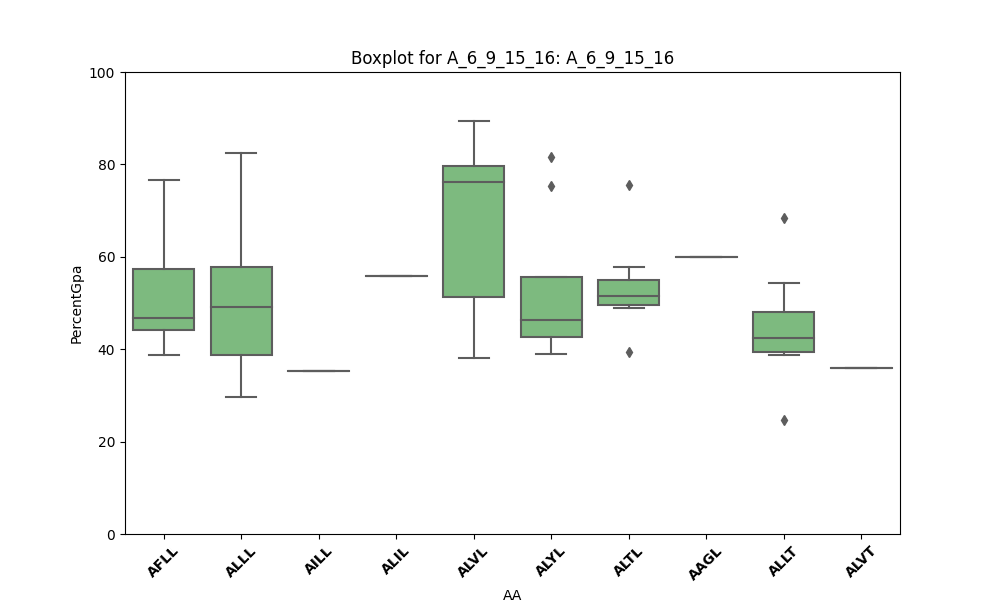 Boxplot for A_6_9_15_16: A_6_9_15_16
PercentGpa
100
80
60
40
20
0
AFLL
ALLL
AILL
ALIL
ALVL
ALYL
ALTL
AAGL
ALLT
ALVT
AA